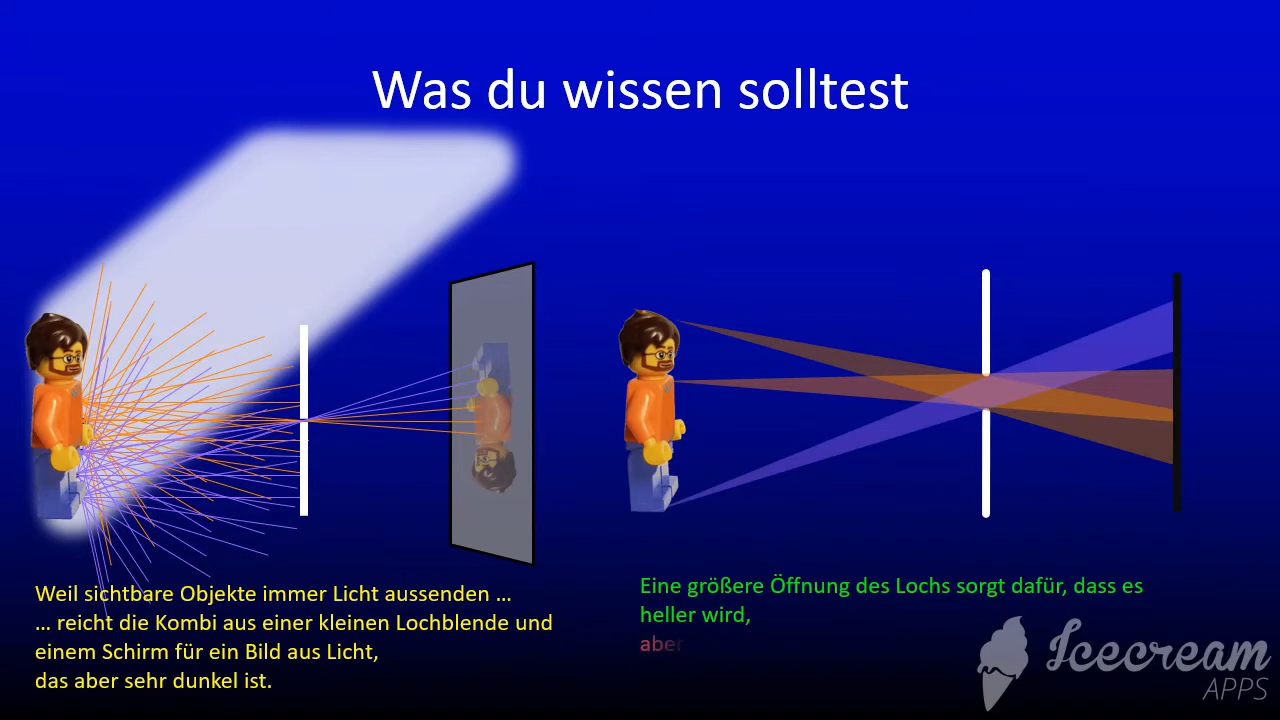 Was du wissen solltest
Weil sichtbare Objekte immer Licht aussenden ...
... reicht die Kombi aus einer kleinen Lochblende und
einem Schirm für ein Bild aus Licht,
das aber sehr dunkel ist.
Eine größere Öffnung des Lochs sorgt dafür, dass es
heller wird,
aber
Icecream
APPS